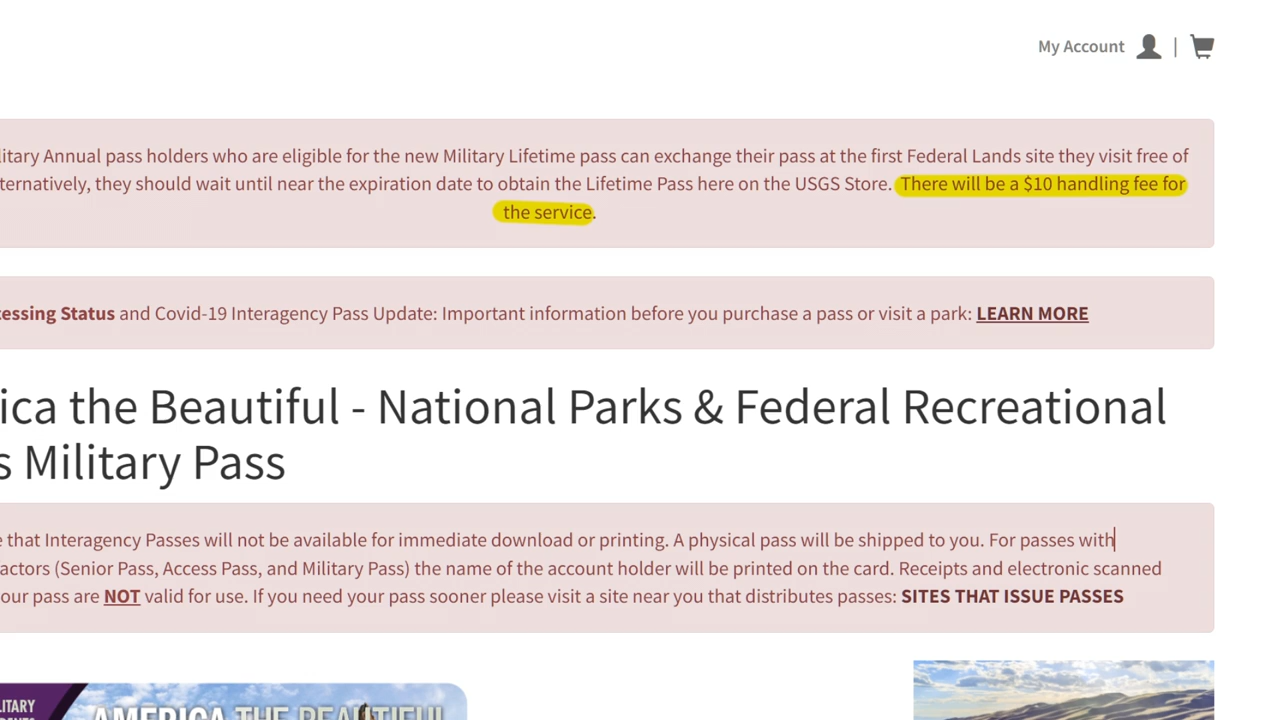 My Account |
litary Annual pass holders who are eligible for the new Military Lifetime pass can exchange their pass at the first Federal Lands site they visit free of
ternatively, they should wait until near the expiration date to obtain the Lifetime Pass here on the USGS Store. There will be a $10 handling fee for
the service.
cessing Status and Covid-19 Interagency Pass Update: Important information before you purchase a pass or visit a park: LEARN MORE
ica the Beautiful - National Parks & Federal Recreational
s Military Pass
e that Interagency Passes will not be available for immediate download or printing. A physical pass will be shipped to you. For passes with
actors (Senior Pass, Access Pass, and Military Pass) the name of the account holder will be printed on the card. Receipts and electronic scanned
our pass are NOT valid for use. If you need your pass sooner please visit a site near you that distributes passes: SITES THAT ISSUE PASSES
ILITARY
AMERICA THE BEAUTIFUL